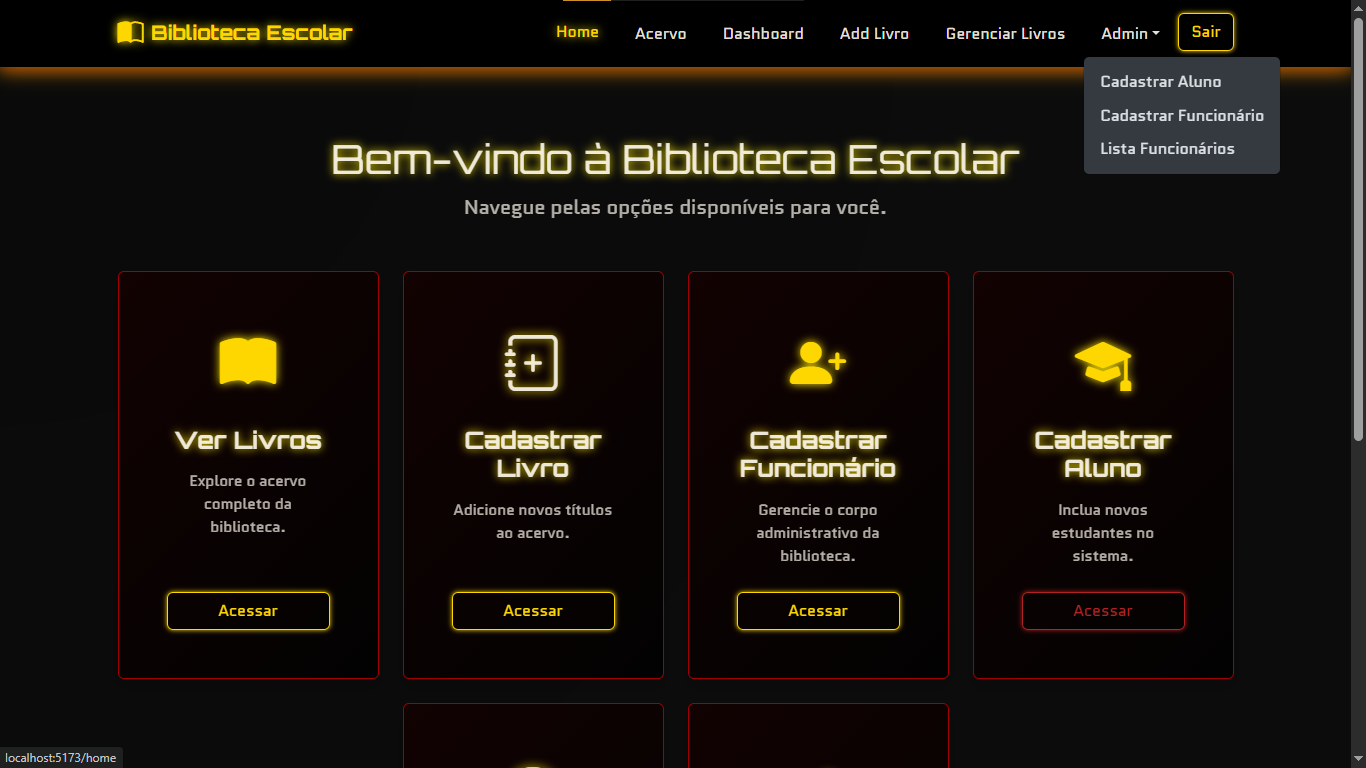 Biblioteca Escolar
Home
Acervo
Dashboard
Add Livro
Gerenciar Livros
Admin
Sair
Cadastrar Aluno
Cadastrar Funcionário
Lista Funcionários
Bem-vindo à Biblioteca Escolar
Navegue pelas opções disponíveis para você.
Ver Livros
Explore o acervo
completo da
biblioteca.
Acessar
Cadastrar
Livro
Adicione novos títulos
ao acervo.
Acessar
Cadastrar
Funcionário
Gerencie o corpo
administrativo da
biblioteca.
Acessar
Cadastrar
Aluno
Inclua novos
estudantes no
sistema.
Acessar
localhost:5173/home